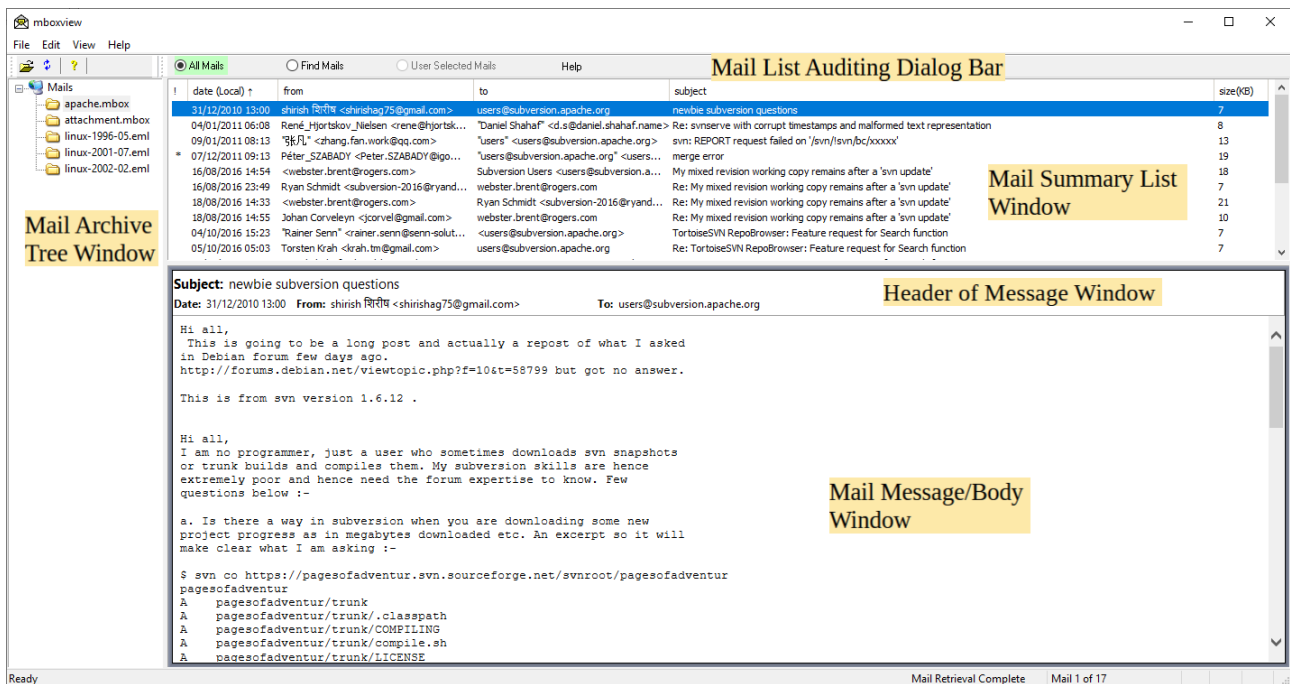 mboxview
File Edit View Help
All Mails Find Mails User Selected Mails Help Mail List Auditing Dialog Bar
Mails
apache.mbox
attachment.mbox
linux-1996-05.eml
linux-2001-07.eml
linux-2002-02.eml
Mail Archive
Tree Window
! date (Local) ↑ from to subject size(KB)
31/12/2010 13:00 shirish शिरीष <shirishag75@gmail.com> users@subversion.apache.org newbie subversion questions 7
04/01/2011 06:08 René_Hjortskov_Nielsen <rene@hjortsk... "Daniel Shahaf" <d.s@daniel.shahaf.name> Re: svnserve with corrupt timestamps and malformed text representation 8
09/01/2011 08:13 "张凡" <zhang.fan.work@qq.com> "users" <users@subversion.apache.org> svn: REPORT request failed on '/svn/!svn/bc/xxxxx' 13
* 07/12/2011 09:13 Péter_SZABADY <Peter.SZABADY@igo... "users@subversion.apache.org" <users... merge error 19
16/08/2016 14:54 <webster.brent@rogers.com> Subversion Users <users@subversion.a... My mixed revision working copy remains after a 'svn update' 18
16/08/2016 23:49 Ryan Schmidt <subversion-2016@ryand... webster.brent@rogers.com Re: My mixed revision working copy remains after a 'svn update' 7
18/08/2016 14:33 <webster.brent@rogers.com> Ryan Schmidt <subversion-2016@ryand... Re: My mixed revision working copy remains after a 'svn update' 21
18/08/2016 14:55 Johan Corveleyn <jcorvel@gmail.com> webster.brent@rogers.com Re: My mixed revision working copy remains after a 'svn update' 10
04/10/2016 15:23 "Rainer Senn" <rainer.senn@senn-solut... <users@subversion.apache.org> TortoiseSVN RepoBrowser: Feature request for Search function 7
05/10/2016 05:03 Torsten Krah <krah.tm@gmail.com> users@subversion.apache.org Re: TortoiseSVN RepoBrowser: Feature request for Search function 7
Mail Summary List
Window
Subject: newbie subversion questions
Date: 31/12/2010 13:00 From: shirish शिरीष <shirishag75@gmail.com> To: users@subversion.apache.org
Header of Message Window
Hi all,
This is going to be a long post and actually a repost of what I asked
in Debian forum few days ago.
http://forums.debian.net/viewtopic.php?f=10&t=58799 but got no answer.
This is from svn version 1.6.12 .
Hi all,
I am no programmer, just a user who sometimes downloads svn snapshots
or trunk builds and compiles them. My subversion skills are hence
extremely poor and hence need the forum expertise to know. Few
questions below :-
a. Is there a way in subversion when you are downloading some new
project progress as in megabytes downloaded etc. An excerpt so it will
make clear what I am asking :-
$ svn co https://pagesofadventur.svn.sourceforge.net/svnroot/pagesofadventur
pagesofadventur
A pagesofadventur/trunk
A pagesofadventur/trunk/.classpath
A pagesofadventur/trunk/COMPILING
A pagesofadventur/trunk/compile.sh
A pagesofadventur/trunk/LICENSE
Mail Message/Body
Window
Ready Mail Retrieval Complete Mail 1 of 17